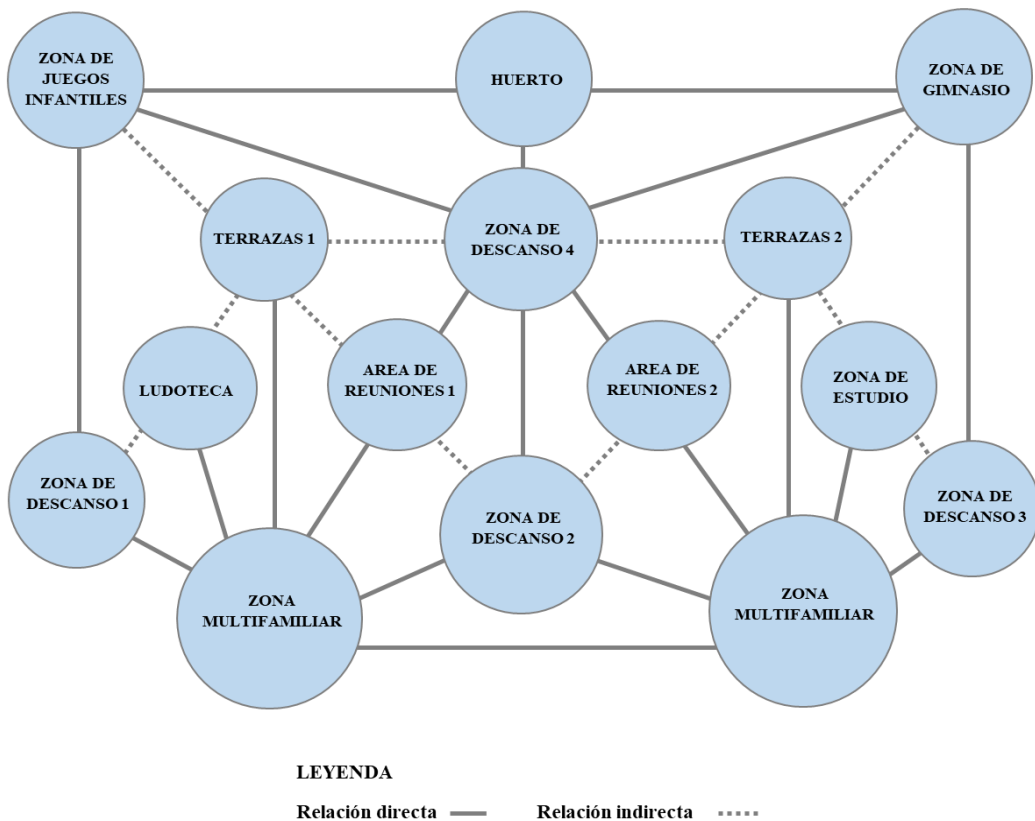 ZONA DE
JUEGOS
INFANTILES
HUERTO
ZONA DE
GIMNASIO
TERRAZAS 1
ZONA DE
DESCANSO 4
TERRAZAS 2
LUDOTECA
AREA DE
REUNIONES 1
AREA DE
REUNIONES 2
ZONA DE
ESTUDIO
ZONA DE
DESCANSO 1
ZONA DE
DESCANSO 2
ZONA DE
DESCANSO 3
ZONA
MULTIFAMILIAR
ZONA
MULTIFAMILIAR
LEYENDA
Relación directa
Relación indirecta